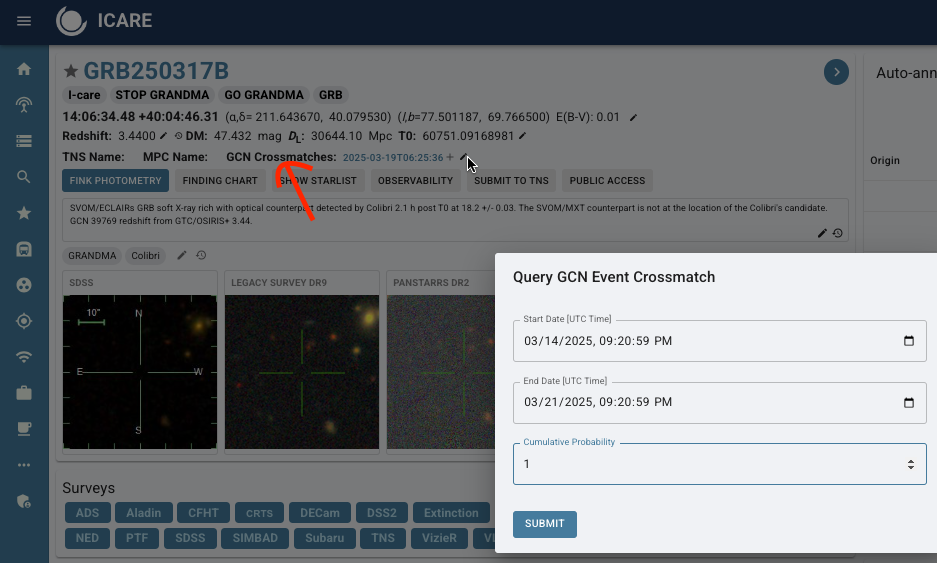 ICARE
GRB250317B
Auto-ann
I-care STOP GRANDMA GO GRANDMA GRB
14:06:34.48 +40:04:46.31 (α,δ= 211.643670, 40.079530) (l,b=77.501187, 69.766500) E(B-V): 0.01
Redshift: 3.4400 DM: 47.432 mag DL: 30644.10 Mpc T0: 60751.09168981
TNS Name: MPC Name: GCN Crossmatches: 2025-03-19T06:25:36 +
Origin
FINK PHOTOMETRY FINDING CHART SHOW STARLIST OBSERVABILITY SUBMIT TO TNS PUBLIC ACCESS
SVOM/ECLAIRs GRB soft X-ray rich with optical counterpart detected by Colibri 2.1 h post T0 at 18.2 +/- 0.03. The SVOM/MXT counterpart is not at the location of the Colibri's candidate.
GCN 39769 redshift from GTC/OSIRIS+ 3.44.
GRANDMA Colibri
SDSS LEGACY SURVEY DR9 PANSTARRS DR2
10"
N
E W
S
Query GCN Event Crossmatch
Start Date [UTC Time]
03/14/2025, 09:20:59 PM
End Date [UTC Time]
03/21/2025, 09:20:59 PM
Cumulative Probability
1
SUBMIT
Surveys
ADS Aladin CFHT CRTS DECam DSS2 Extinction
NED PTF SDSS SIMBAD Subaru TNS VizieR